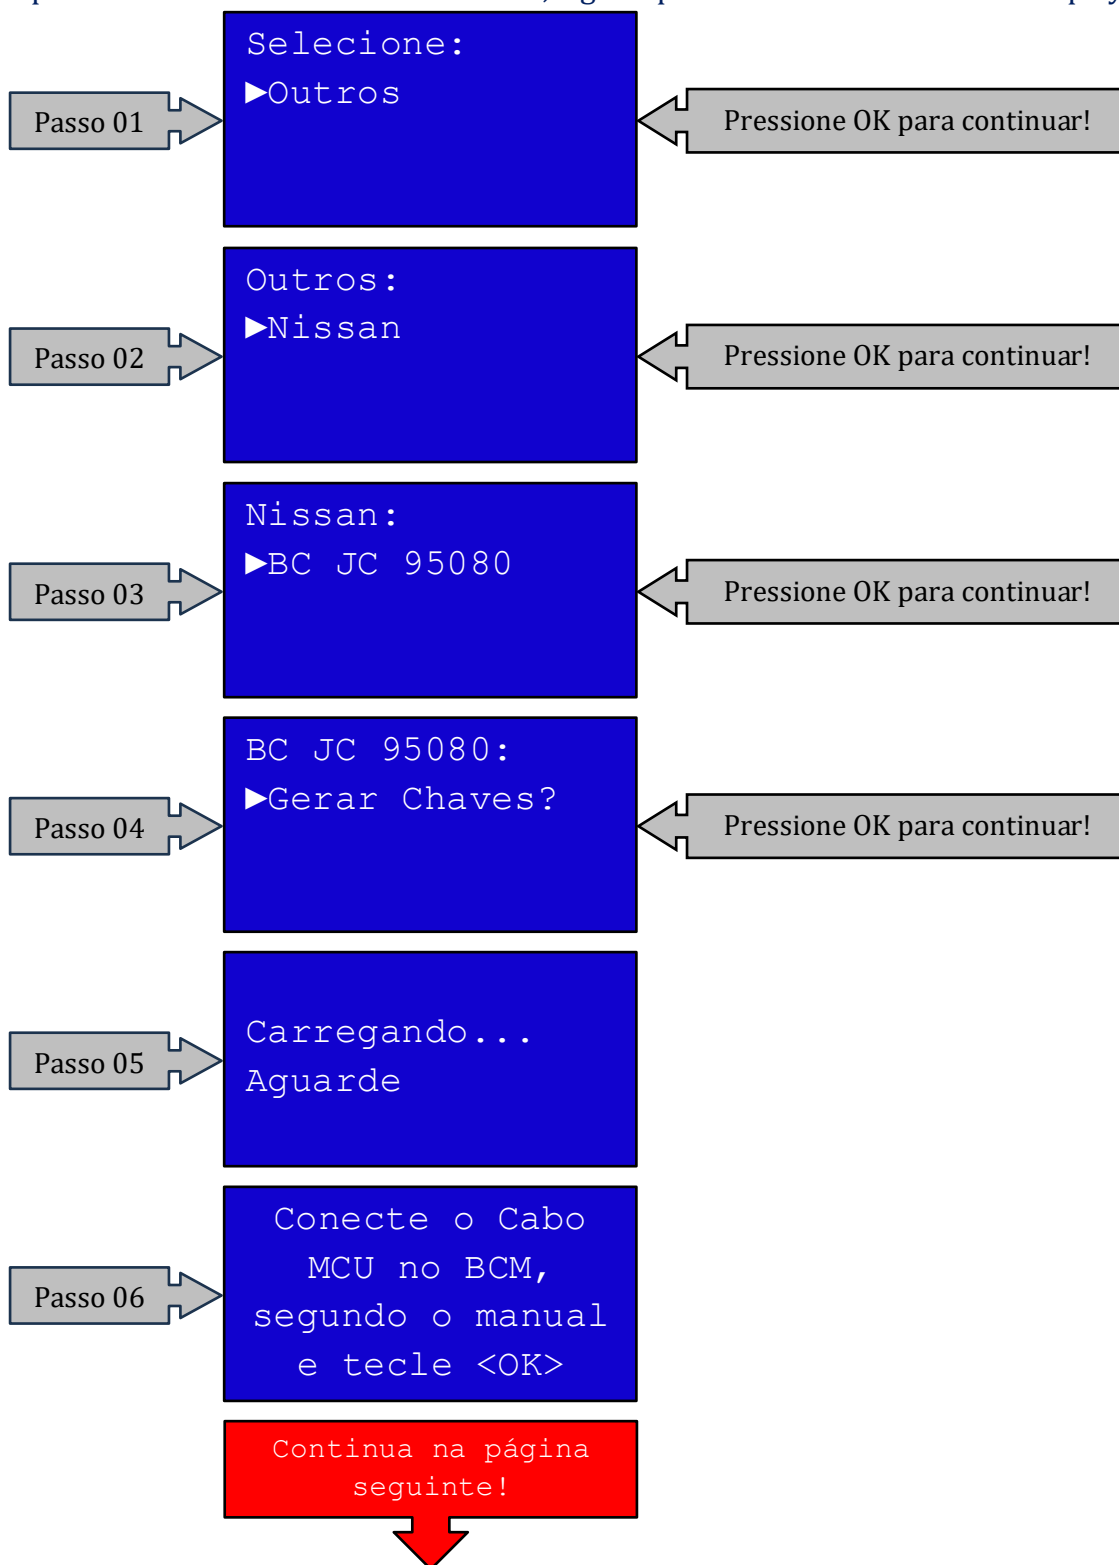 Selecione:
►Outros
Passo 01
Pressione OK para continuar!
Outros:
►Nissan
Passo 02
Pressione OK para continuar!
Nissan:
►BC JC 95080
Passo 03
Pressione OK para continuar!
BC JC 95080:
►Gerar Chaves?
Passo 04
Pressione OK para continuar!
Carregando...
Aguarde
Passo 05
Conecte o Cabo
MCU no BCM,
segundo o manual
e tecle <OK>
Passo 06
Continua na página
seguinte!